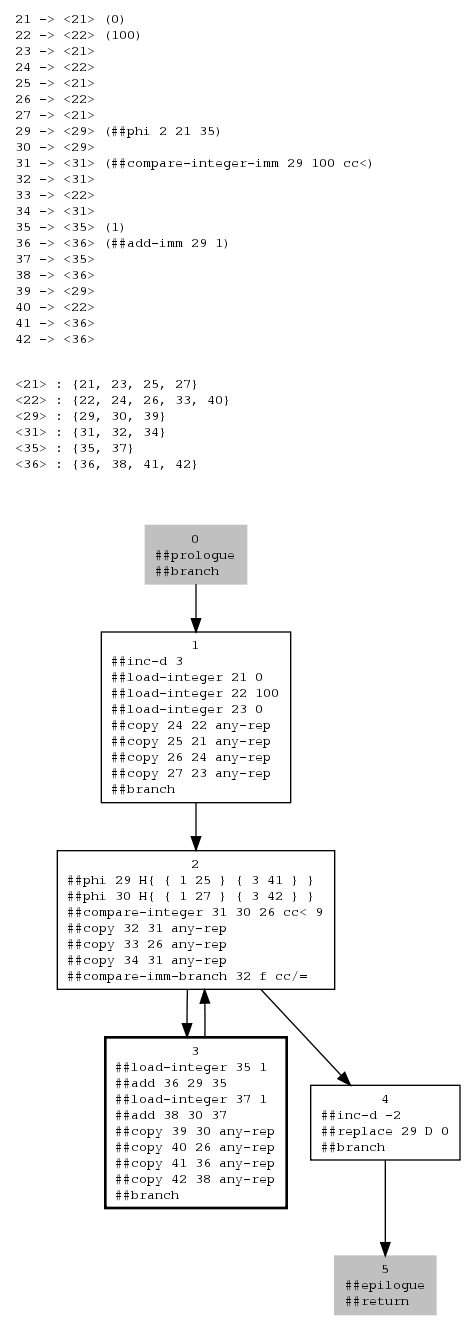 21 -> <21> (0)
22 -> <22> (100)
23 -> <21>
24 -> <22>
25 -> <21>
26 -> <22>
27 -> <21>
29 -> <29> (##phi 2 21 35)
30 -> <29>
31 -> <31> (##compare-integer-imm 29 100 cc<)
32 -> <31>
33 -> <22>
34 -> <31>
35 -> <35> (1)
36 -> <36> (##add-imm 29 1)
37 -> <35>
38 -> <36>
39 -> <29>
40 -> <22>
41 -> <36>
42 -> <36>
<21> : {21, 23, 25, 27}
<22> : {22, 24, 26, 33, 40}
<29> : {29, 30, 39}
<31> : {31, 32, 34}
<35> : {35, 37}
<36> : {36, 38, 41, 42}
0
##prologue
##branch
1
##inc-d 3
##load-integer 21 0
##load-integer 22 100
##load-integer 23 0
##copy 24 22 any-rep
##copy 25 21 any-rep
##copy 26 24 any-rep
##copy 27 23 any-rep
##branch
2
##phi 29 H{ { 1 25 } { 3 41 } }
##phi 30 H{ { 1 27 } { 3 42 } }
##compare-integer 31 30 26 cc< 9
##copy 32 31 any-rep
##copy 33 26 any-rep
##copy 34 31 any-rep
##compare-imm-branch 32 f cc/=
3
##load-integer 35 1
##add 36 29 35
##load-integer 37 1
##add 38 30 37
##copy 39 30 any-rep
##copy 40 26 any-rep
##copy 41 36 any-rep
##copy 42 38 any-rep
##branch
4
##inc-d -2
##replace 29 D 0
##branch
5
##epilogue
##return